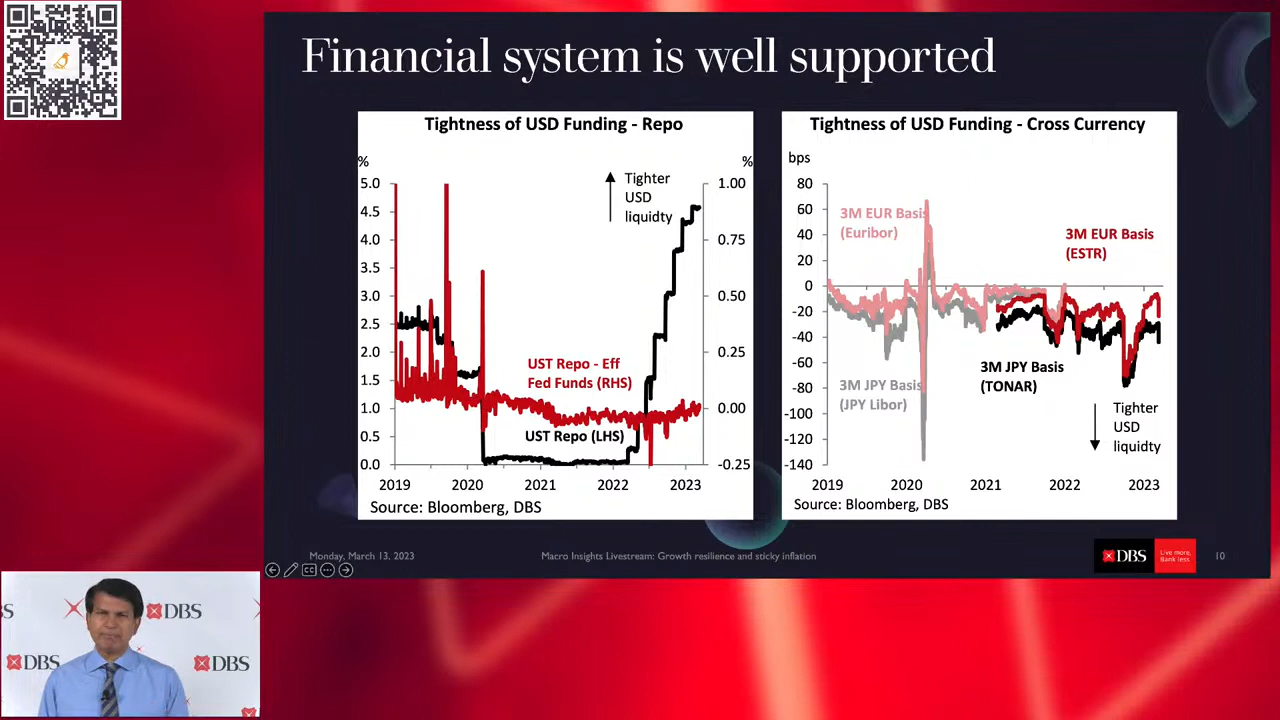 Financial system is well supported
Tightness of USD Funding - Repo
%
%
5.0
4.5
4.0
3.5
3.0
2.5
2.0
1.5
1.0
0.5
0.0
1.00
0.75
0.50
0.25
0.00
-0.25
Tighter
USD
liquidty
UST Repo - Eff
Fed Funds (RHS)
UST Repo (LHS)
2019
2020
2021
2022
2023
Source: Bloomberg, DBS
Tightness of USD Funding - Cross Currency
bps
80
60
40
20
0
-20
-40
-60
-80
-100
-120
-140
3M EUR Basis
(Euribor)
3M EUR Basis
(ESTR)
3M JPY Basis
(JPY Libor)
3M JPY Basis
(TONAR)
Tighter
USD
liquidity
2019
2020
2021
2022
2023
Source: Bloomberg, DBS
Monday, March 13, 2023
Macro Insights Livestream: Growth resilience and sticky inflation
DBS
Live more,
Bank less
10
CC
DBS
DBS
DBS